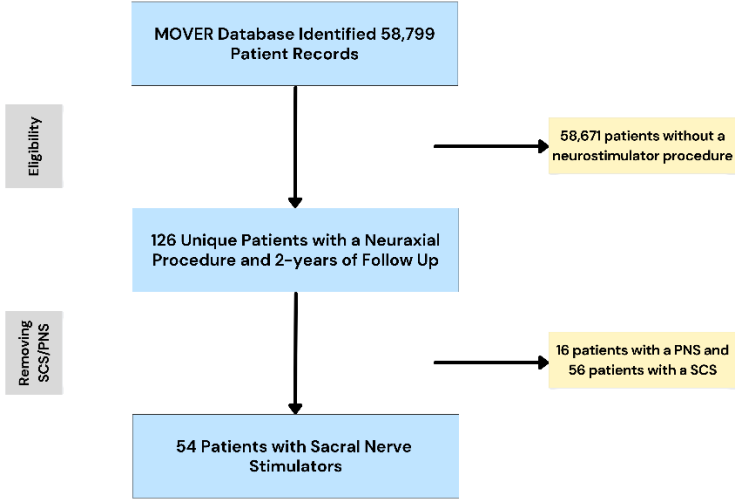 MOVER Database Identified 58,799
Patient Records
Eligibility
58,671 patients without a
neurostimulator procedure
126 Unique Patients with a Neuraxial
Procedure and 2-years of Follow Up
Removing
SCS/PNS
16 patients with a PNS and
56 patients with a SCS
54 Patients with Sacral Nerve
Stimulators